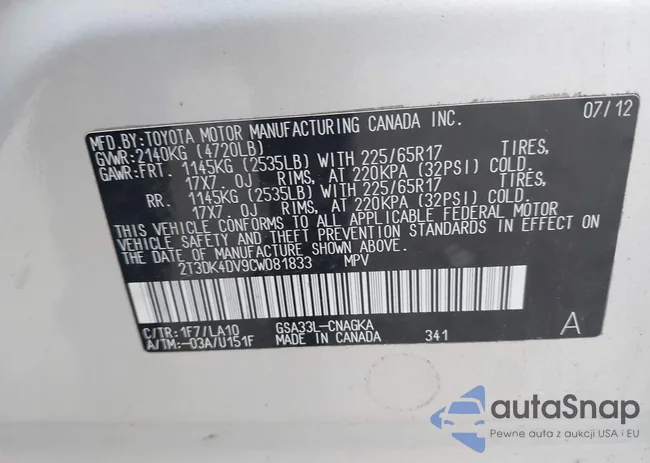 MFD.BY:TOYOTA MOTOR MANUFACTURING CANADA INC. 07/12
GVWR:2140KG (4720LB)
GAWR:FRT. 1145KG (2535LB) WITH 225/65R17 TIRES,
17X7. 0J RIMS, AT 220KPA (32PSI) COLD.
RR. 1145KG (2535LB) WITH 225/65R17 TIRES,
17X7. 0J RIMS, AT 220KPA (32PSI) COLD.
THIS VEHICLE CONFORMS TO ALL APPLICABLE FEDERAL MOTOR
VEHICLE SAFETY AND THEFT PREVENTION STANDARDS IN EFFECT ON
THE DATE OF MANUFACTURE SHOWN ABOVE.
2T3DK4DV9CW081833 MPV
C/TR:1F7/LA10 GSA33L-CNAGKA
A/TM:-03A/U151F MADE IN CANADA 341 A
autaSnap
Pewne auta z aukcji USA i EU